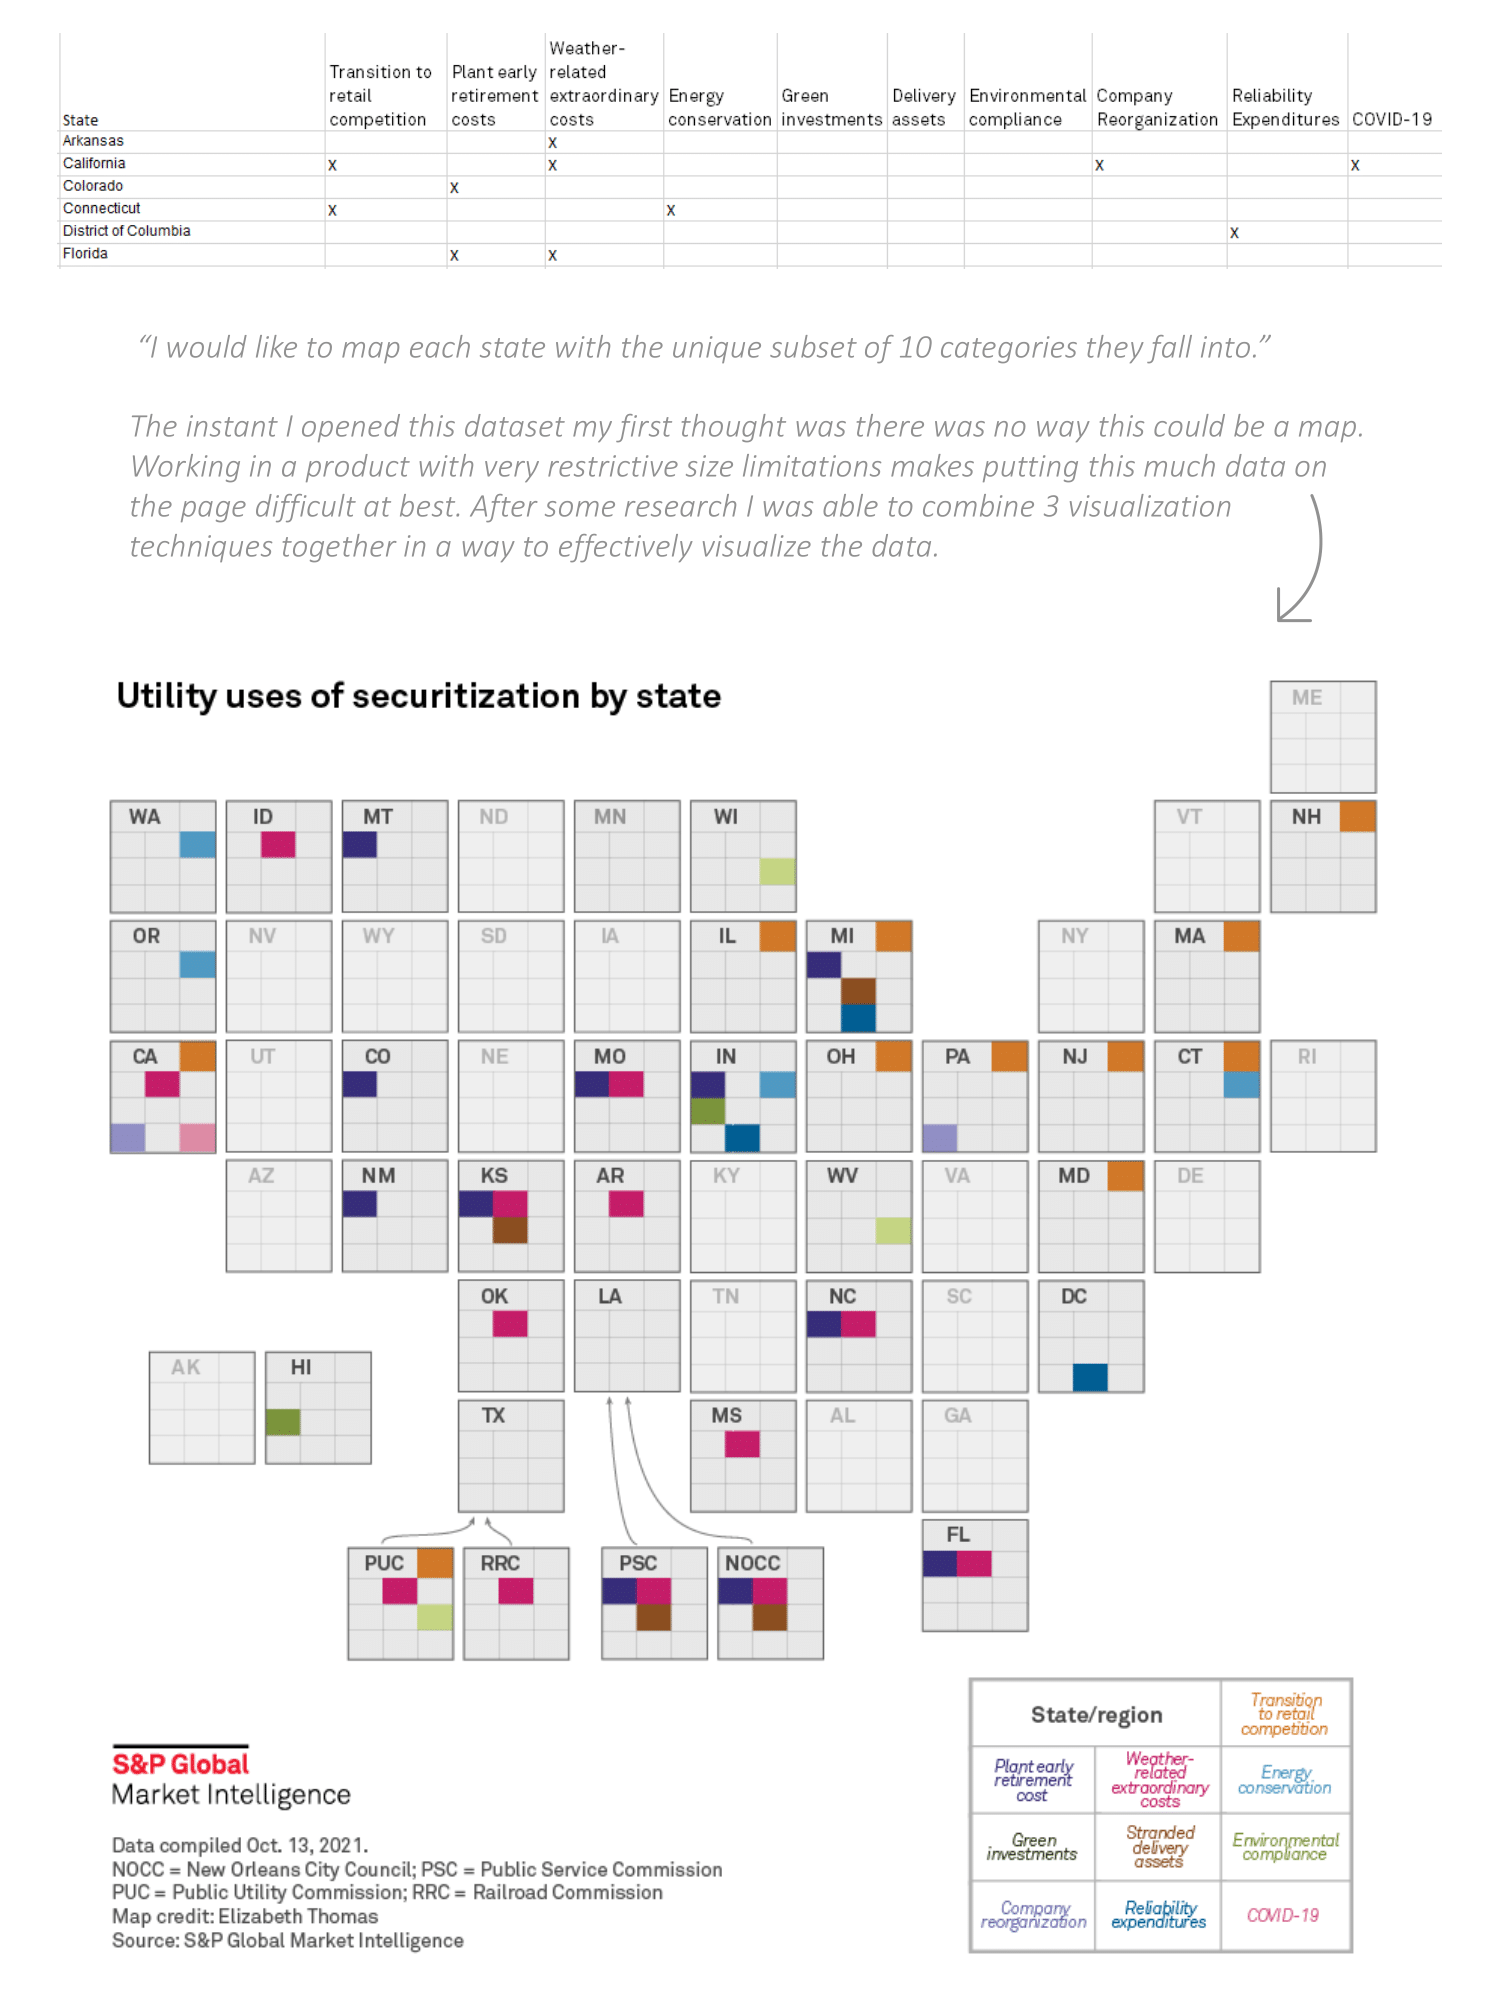 Weather-
Transition to Plant early related
retail retirement extraordinary Energy Green Delivery Environmental Company Reliability
State competition costs costs conservation investments assets compliance Reorganization Expenditures COVID-19
Arkansas X
California X X X X
Colorado X
Connecticut X X
District of Columbia X
Florida X X
“I would like to map each state with the unique subset of 10 categories they fall into.”
The instant I opened this dataset my first thought was there was no way this could be a map.
Working in a product with very restrictive size limitations makes putting this much data on
the page difficult at best. After some research I was able to combine 3 visualization
techniques together in a way to effectively visualize the data.
Utility uses of securitization by state
ME
WA ID MT ND MN WI VT NH
OR NV WY SD IA IL MI NY MA
CA UT CO NE MO IN OH PA NJ CT RI
AZ NM KS AR KY WV VA MD DE
OK LA TN NC SC DC
AK HI
TX MS AL GA
FL
PUC RRC PSC NOCC
State/region
Transition
to retail
competition
Plant early
retirement
cost
Weather-
related
extraordinary
costs
Energy
conservation
Green
investments
Stranded
delivery
assets
Environmental
compliance
Company
reorganization
Reliability
expenditures
COVID-19
S&P Global
Market Intelligence
Data compiled Oct. 13, 2021.
NOCC = New Orleans City Council; PSC = Public Service Commission
PUC = Public Utility Commission; RRC = Railroad Commission
Map credit: Elizabeth Thomas
Source: S&P Global Market Intelligence